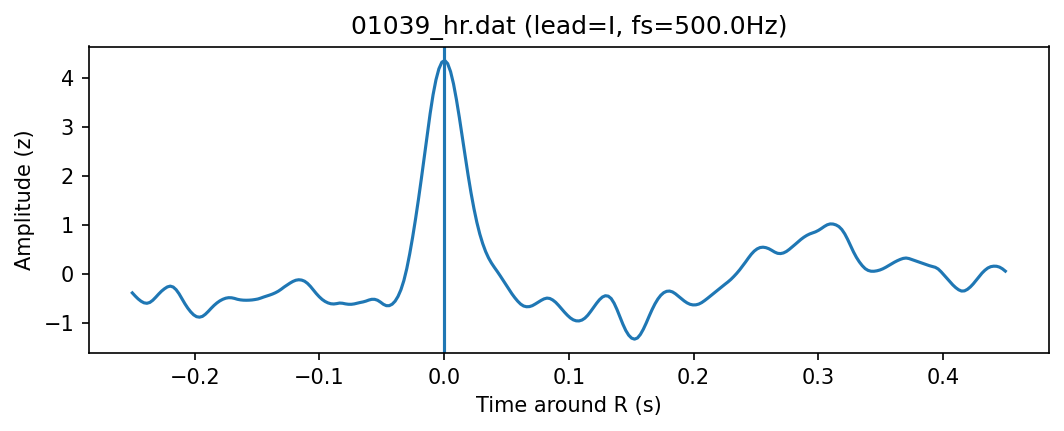 01039_hr.dat (lead=I, fs=500.0Hz)
Amplitude (z)
4
3
2
1
0
−1
−0.2 −0.1 0.0 0.1 0.2 0.3 0.4
Time around R (s)